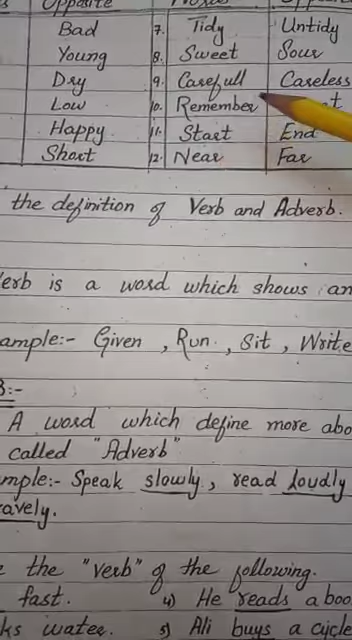 Opposite Words
Bad 7. Tidy Untidy
Young 8. Sweet Sour
Dry 9. Carefull Careless
Low 10. Remember
Happy 11. Start End
Short 12. Near Far
the definition of Verb and Adverb.
erb is a word which shows an
ample:- Given , Run , Sit , Write
B:-
A word which define more abo
called "Adverb"
mple:- Speak slowly , read loudly
avely.
the "verb" of the following.
fast. 4) He reads a boo
ks water. 5) Ali buys a cycle